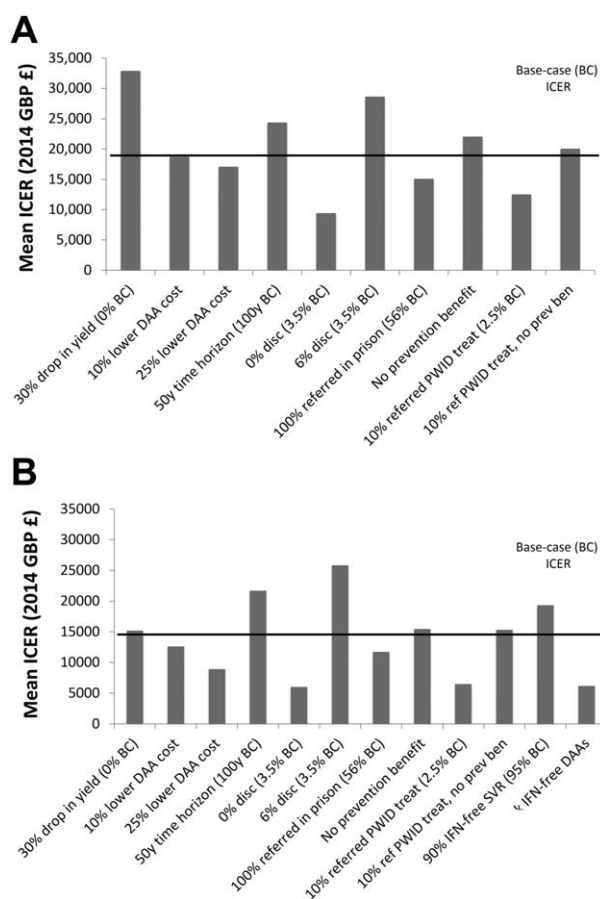 A
Mean ICER (2014 GBP £)
35,000
30,000
25,000
20,000
15,000
10,000
5,000
0
Base-case (BC)
ICER
30% drop in yield (0% BC)
10% lower DAA cost
25% lower DAA cost
50y time horizon (100y BC)
0% disc (3.5% BC)
6% disc (3.5% BC)
100% referred in prison (56% BC)
No prevention benefit
10% referred PWID treat (2.5% BC)
10% ref PWID treat, no prev ben
B
Mean ICER (2014 GBP £)
35000
30000
25000
20000
15000
10000
5000
0
Base-case (BC)
ICER
30% drop in yield (0% BC)
10% lower DAA cost
25% lower DAA cost
50y time horizon (100y BC)
0% disc (3.5% BC)
6% disc (3.5% BC)
100% referred in prison (56% BC)
No prevention benefit
10% referred PWID treat (2.5% BC)
10% ref PWID treat, no prev ben
90% IFN-free SVR (95% BC)
IFN-free DAAs